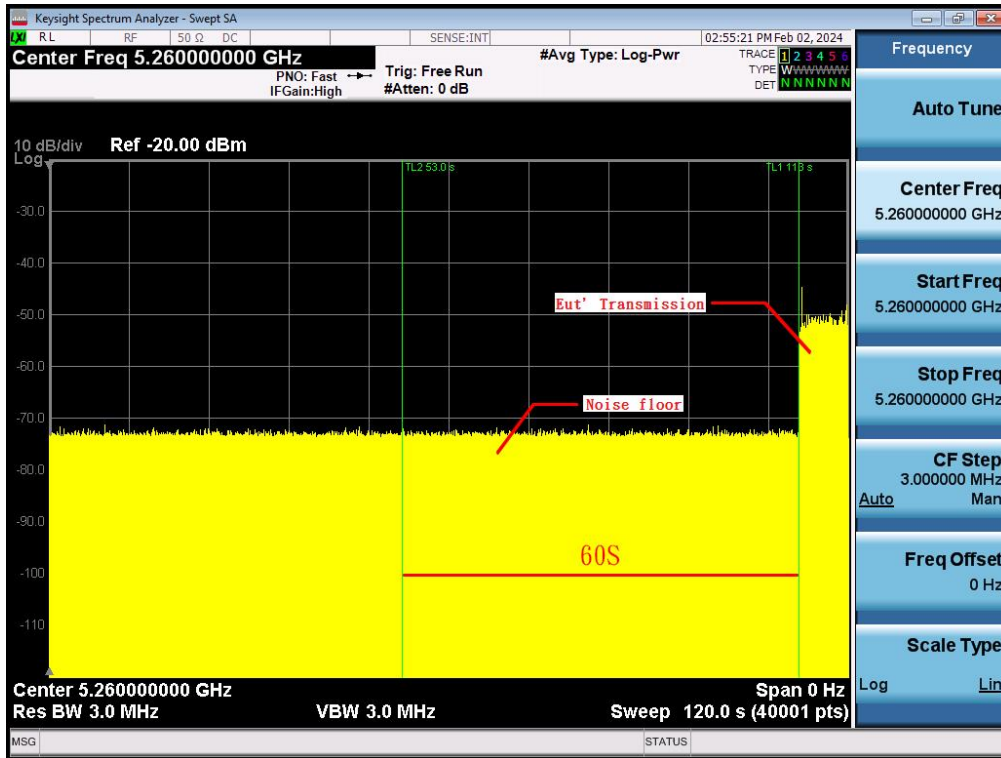 Keysight Spectrum Analyzer - Swept SA
LXI RL RF 50 Ω DC SENSE:INT 02:55:21 PM Feb 02, 2024
Center Freq 5.260000000 GHz
PNO: Fast
IFGain:High
Trig: Free Run
#Atten: 0 dB
#Avg Type: Log-Pwr
TRACE 1 2 3 4 5 6
TYPE WWWWWW
DET N N N N N N
10 dB/div Ref -20.00 dBm
Log
TL2 53.0 s
TL1 113 s
-30.0
-40.0
-50.0
-60.0
-70.0
-80.0
-90.0
-100
-110
Eut' Transmission
Noise floor
60S
Center 5.260000000 GHz Span 0 Hz
Res BW 3.0 MHz VBW 3.0 MHz Sweep 120.0 s (40001 pts)
MSG STATUS
Frequency
Auto Tune
Center Freq
5.260000000 GHz
Start Freq
5.260000000 GHz
Stop Freq
5.260000000 GHz
CF Step
3.000000 MHz
Auto Man
Freq Offset
0 Hz
Scale Type
Log Lin